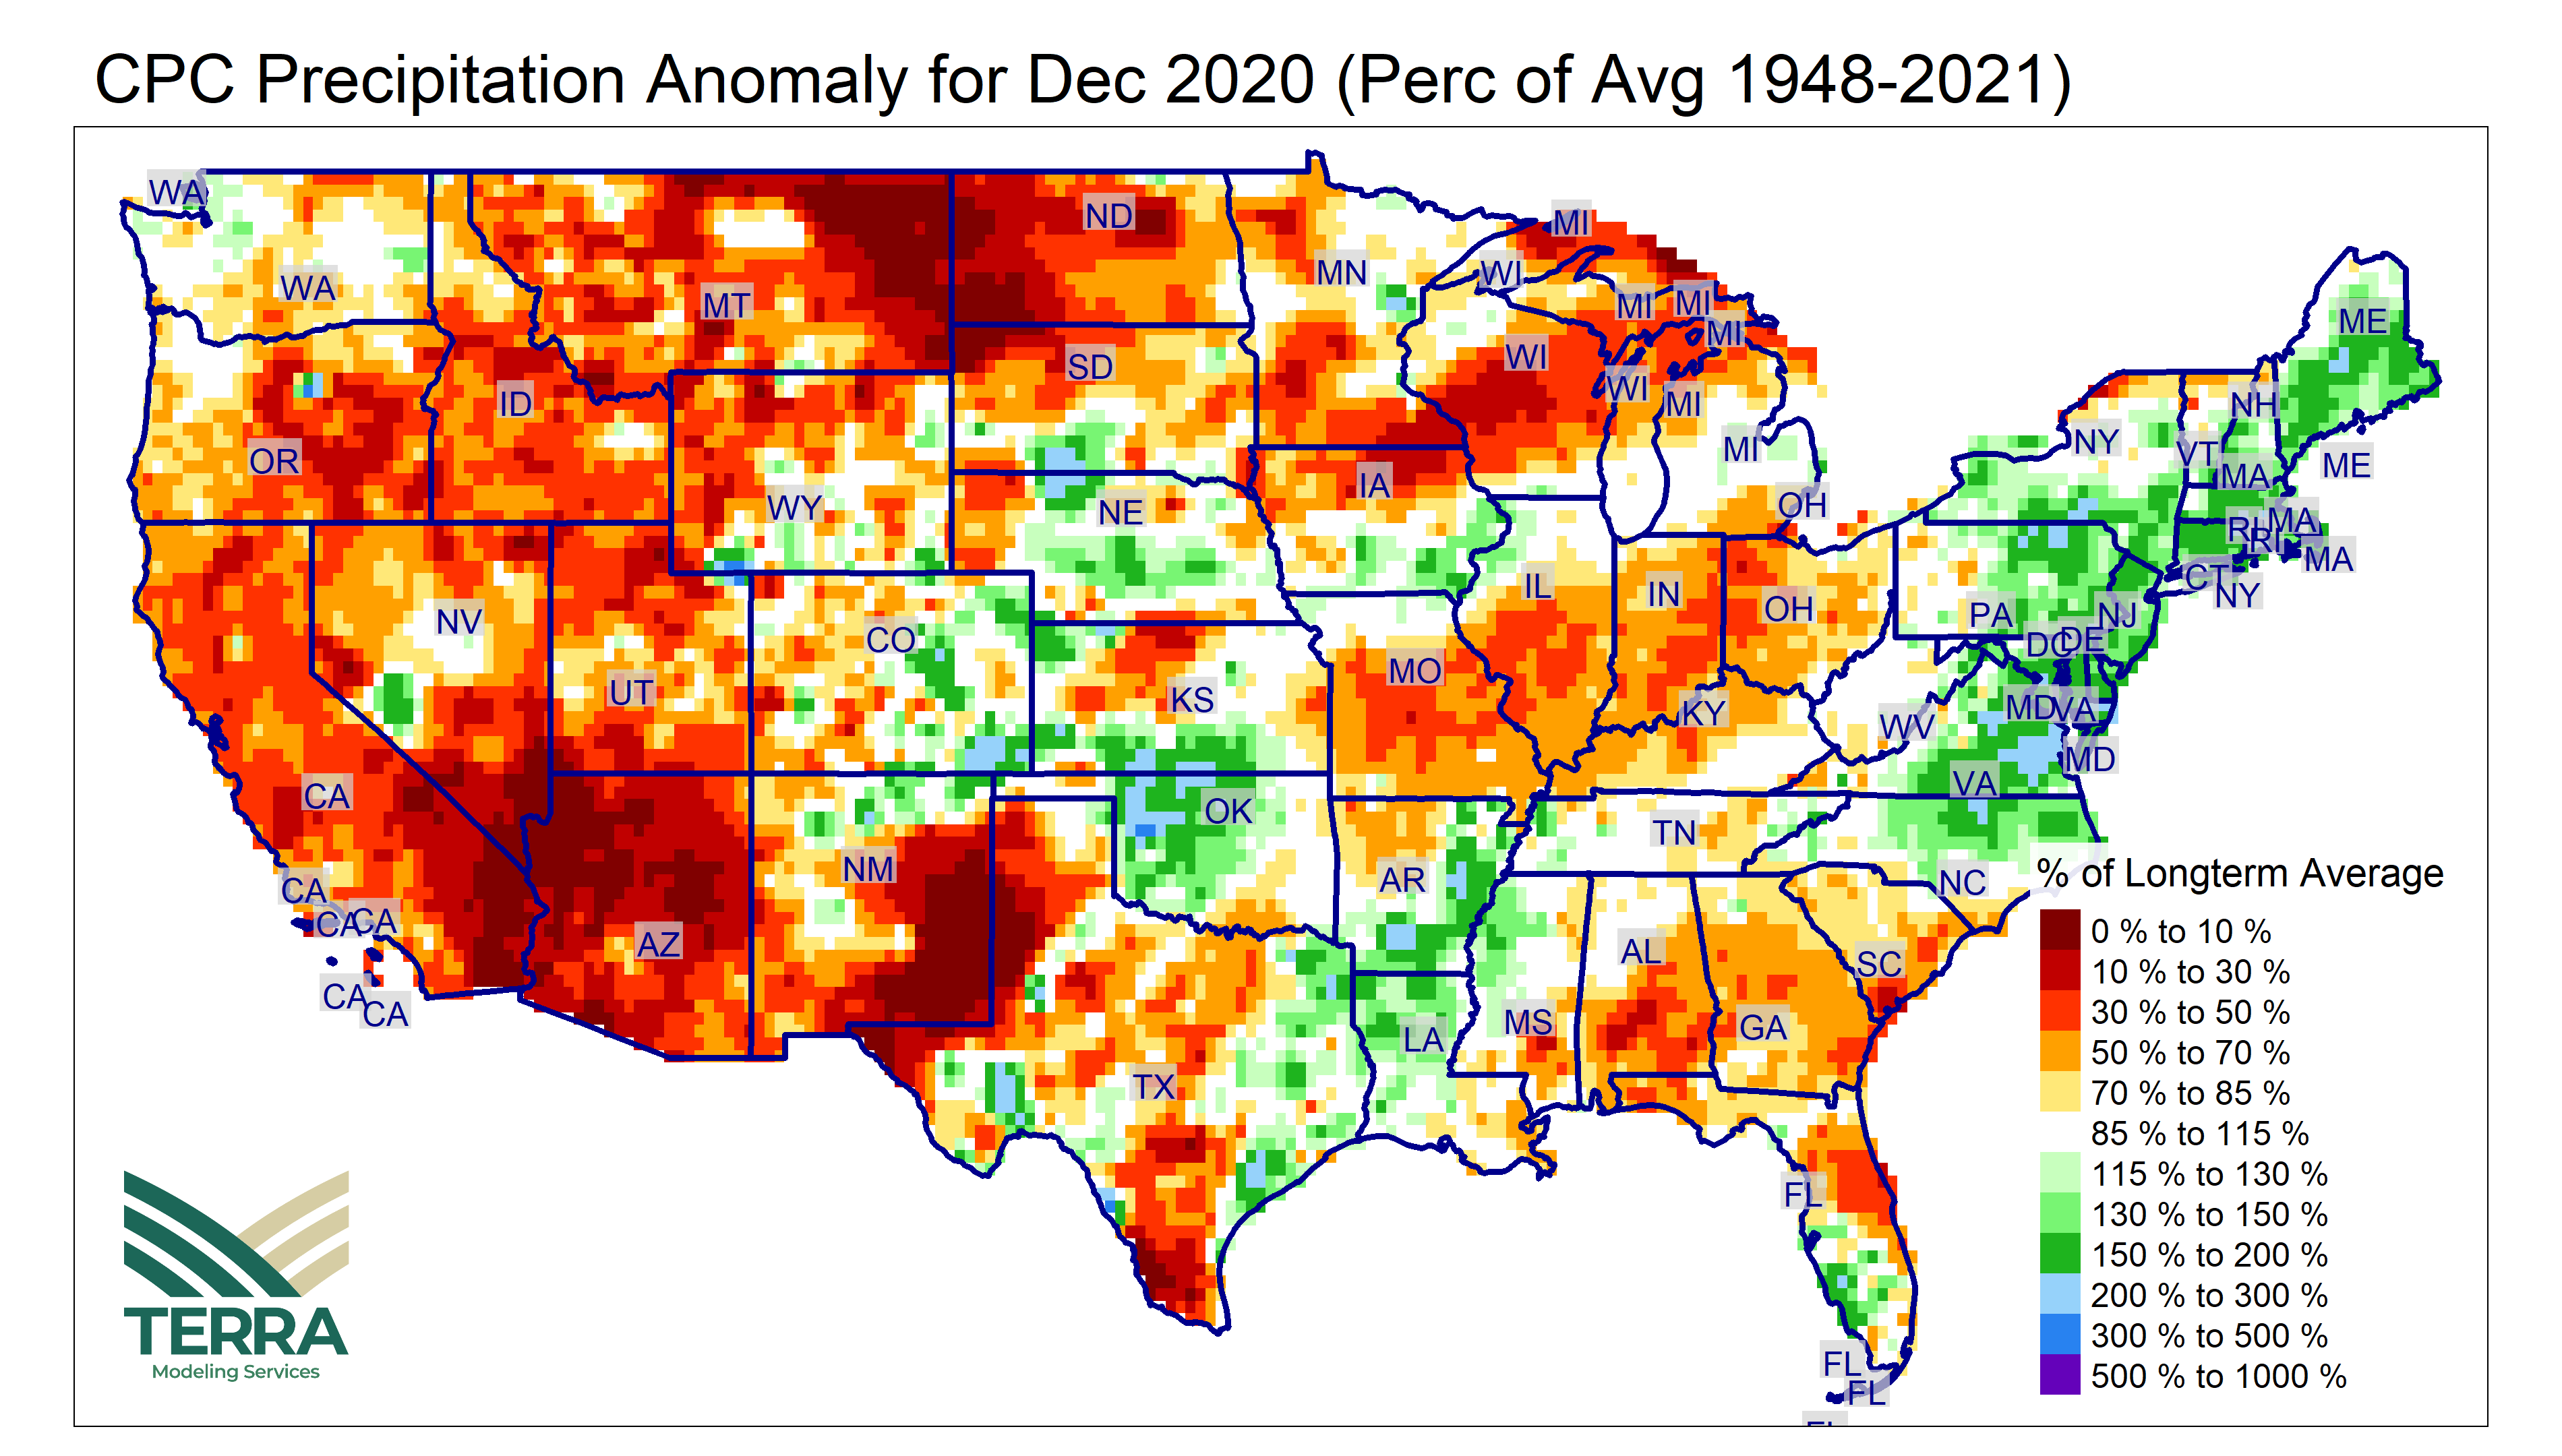 CPC Precipitation Anomaly for Dec 2020 (Perc of Avg 1948-2021)
WA
ND
MI
MN
WI
WA
MT
MI
MI
ME
MI
SD
WI
ID
WI
MI
NH
OR
MI
NY
VT
MA
ME
IA
WY
NE
OH
MA
RI
RI
MA
CT
NY
IL
IN
OH
NV
PA
NJ
CO
DC
DE
MO
UT
KS
KY
MD
VA
WV
MD
CA
VA
OK
TN
NM
AR
NC
CA
CA
CA
AZ
AL
SC
CA
CA
MS
GA
LA
TX
FL
FL
FL
% of Longterm Average
0 % to 10 %
10 % to 30 %
30 % to 50 %
50 % to 70 %
70 % to 85 %
85 % to 115 %
115 % to 130 %
130 % to 150 %
150 % to 200 %
200 % to 300 %
300 % to 500 %
500 % to 1000 %
TERRA
Modeling Services